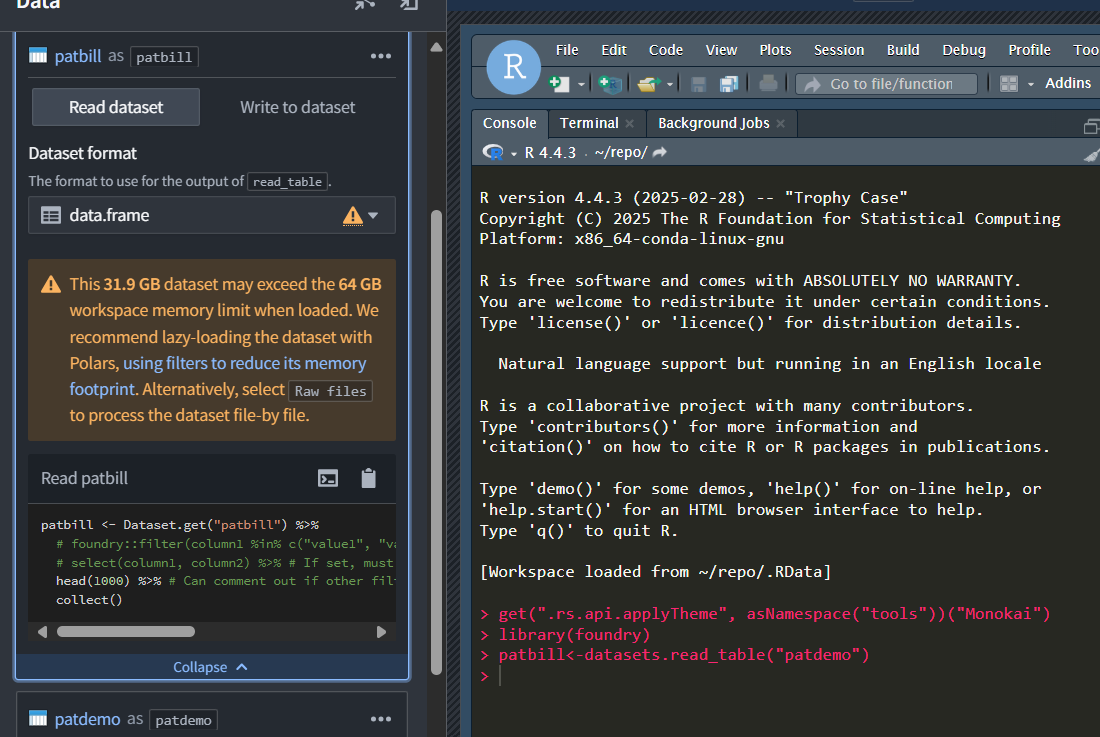 Data
patbill as patbill
Read dataset
Write to dataset
Dataset format
The format to use for the output of read_table.
data.frame
This 31.9 GB dataset may exceed the 64 GB
workspace memory limit when loaded. We
recommend lazy-loading the dataset with
Polars, using filters to reduce its memory
footprint. Alternatively, select Raw files
to process the dataset file-by file.
Read patbill
patbill <- Dataset.get("patbill") %>%
# foundry::filter(column1 %in% c("value1", "va
# select(column1, column2) %>% # If set, must
head(1000) %>% # Can comment out if other fil
collect()
Collapse
patdemo as patdemo
R
File Edit Code View Plots Session Build Debug Profile Too
Go to file/function
Addins
Console Terminal Background Jobs
R R 4.4.3 . ~/repo/
R version 4.4.3 (2025-02-28) -- "Trophy Case"
Copyright (C) 2025 The R Foundation for Statistical Computing
Platform: x86_64-conda-linux-gnu
R is free software and comes with ABSOLUTELY NO WARRANTY.
You are welcome to redistribute it under certain conditions.
Type 'license()' or 'licence()' for distribution details.
Natural language support but running in an English locale
R is a collaborative project with many contributors.
Type 'contributors()' for more information and
'citation()' on how to cite R or R packages in publications.
Type 'demo()' for some demos, 'help()' for on-line help, or
'help.start()' for an HTML browser interface to help.
Type 'q()' to quit R.
[Workspace loaded from ~/repo/.RData]
> get(".rs.api.applyTheme", asNamespace("tools"))("Monokai")
> library(foundry)
> patbill<-datasets.read_table("patdemo")
>